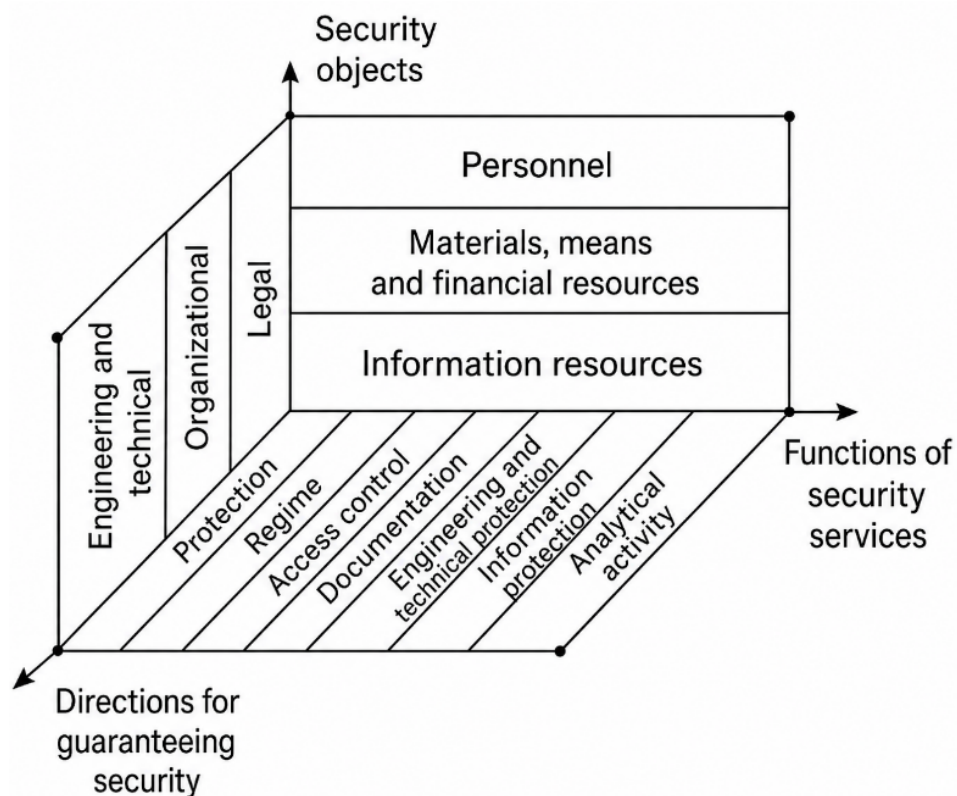 Security
objects
Personnel
Materials, means
and financial resources
Information resources
Legal
Organizational
Engineering and
technical
Protection
Regime
Access control
Documentation
Engineering and
technical protection
Information
protection
Analytical
activity
Functions of
security
services
Directions for
guaranteeing
security